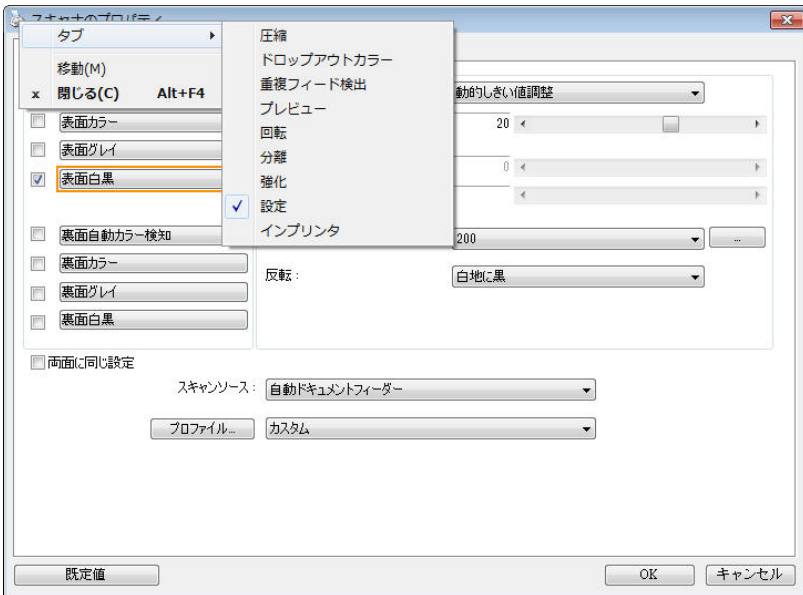 スキャナのプロパティ
タブ
移動(M)
x 閉じる(C) Alt+F4
圧縮
ドロップアウトカラー
重複フィード検出
プレビュー
回転
分離
強化
設定
インプリンタ
動的しきい値調整
表面カラー
20
表面グレイ
0
表面白黒
裏面自動カラー検知
200
...
裏面カラー
反転:
白地に黒
裏面グレイ
裏面白黒
両面に同じ設定
スキャンソース:
自動ドキュメントフィーダー
プロファイル...
カスタム
既定値
OK
キャンセル